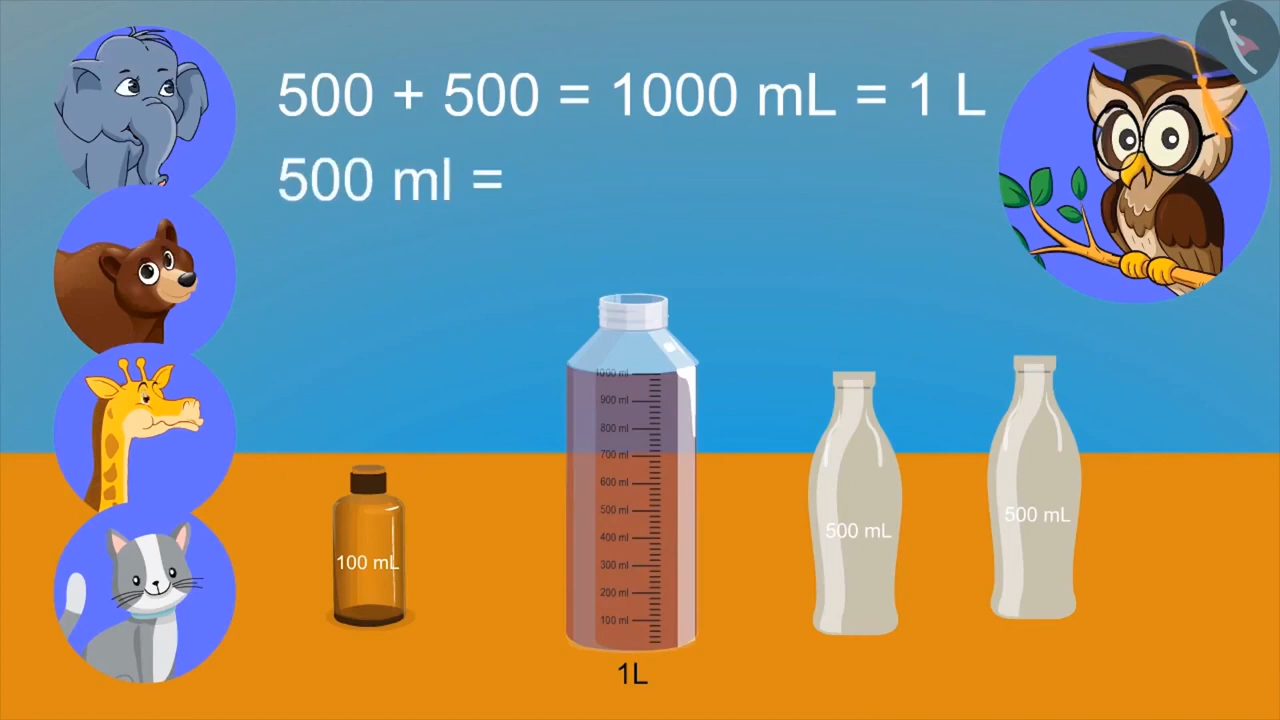 500 + 500 = 1000 mL = 1 L
500 ml =
1000 ml
900 ml
800 ml
700 ml
600 ml
500 ml
400 ml
300 ml
200 ml
100 ml
100 mL
500 mL
500 mL
1L